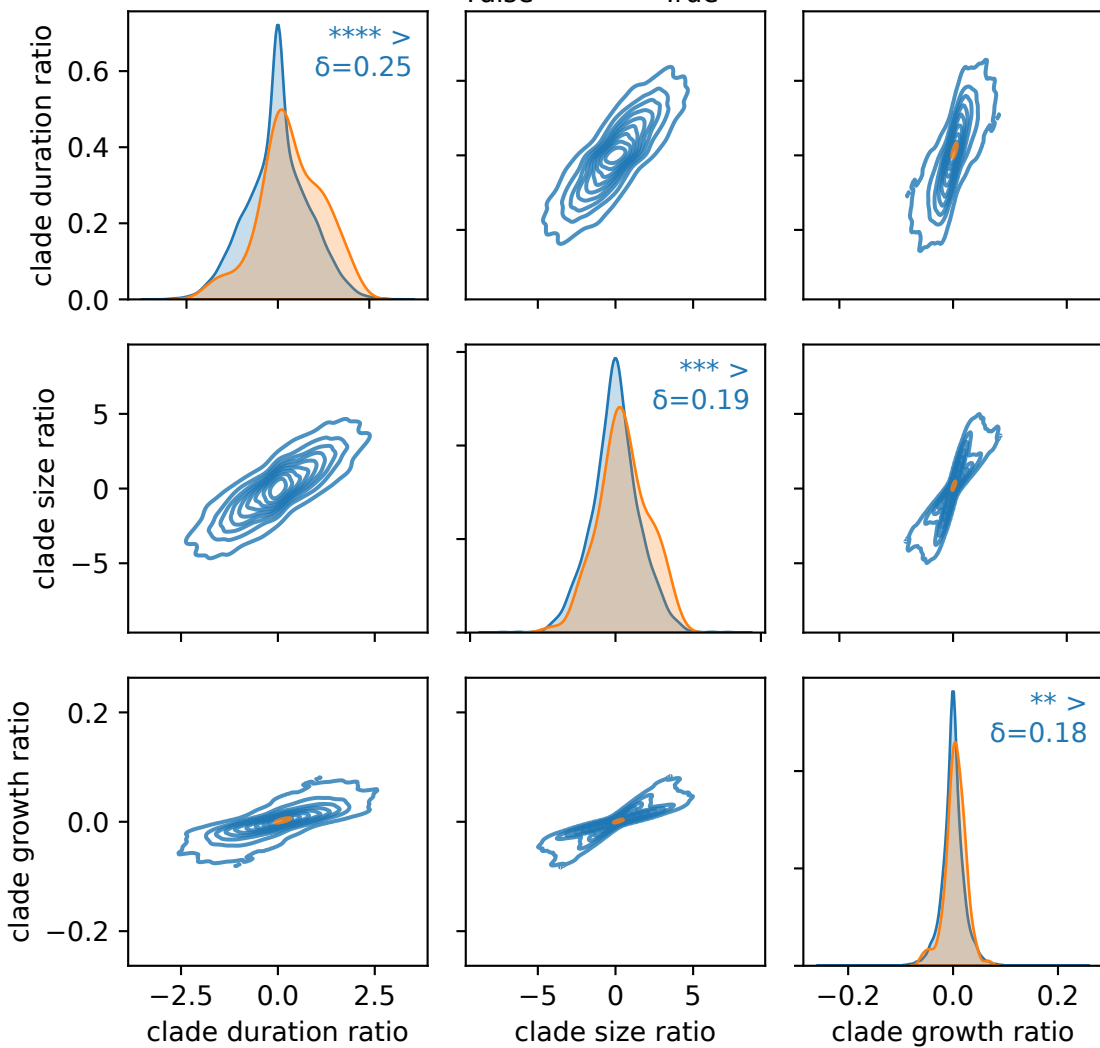 **** >
δ=0.25
clade duration ratio
0.6
0.4
0.2
0.0
*** >
δ=0.19
clade size ratio
5
0
−5
** >
δ=0.18
clade growth ratio
0.2
0.0
−0.2
−2.5 0.0 2.5 −5 0 5 −0.2 0.0 0.2
clade duration ratio clade size ratio clade growth ratio